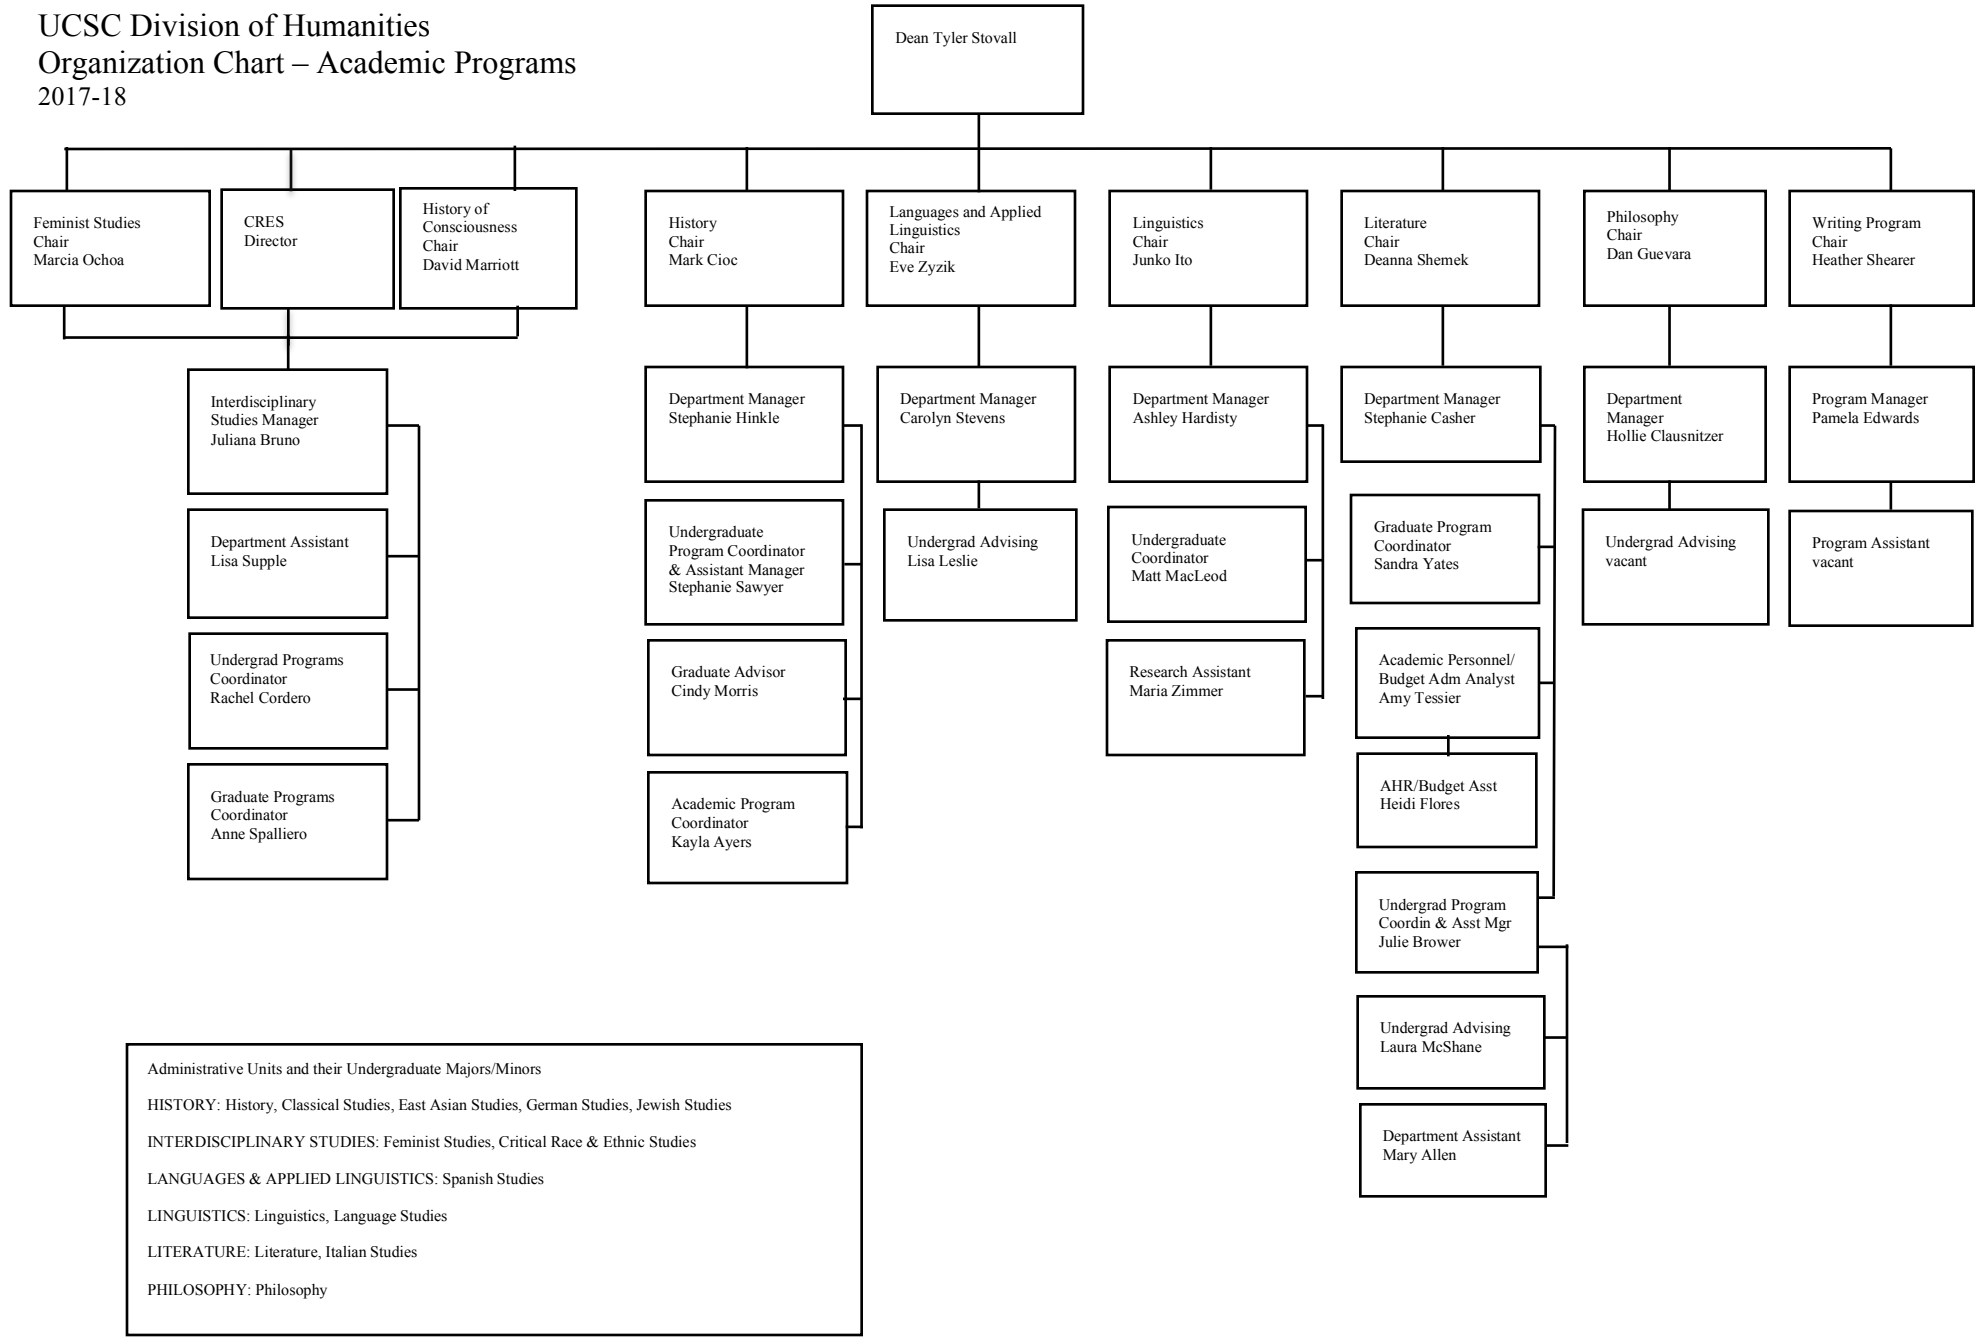 UCSC Division of Humanities
Organization Chart – Academic Programs
2017-18
Dean Tyler Stovall
Feminist Studies
Chair
Marcia Ochoa
CRES
Director
History of
Consciousness
Chair
David Marriott
History
Chair
Mark Cioc
Languages and Applied
Linguistics
Chair
Eve Zyzik
Linguistics
Chair
Junko Ito
Literature
Chair
Deanna Shemek
Philosophy
Chair
Dan Guevara
Writing Program
Chair
Heather Shearer
Interdisciplinary
Studies Manager
Juliana Bruno
Department Assistant
Lisa Supple
Undergrad Programs
Coordinator
Rachel Cordero
Graduate Programs
Coordinator
Anne Spalliero
Department Manager
Stephanie Hinkle
Undergraduate
Program Coordinator
& Assistant Manager
Stephanie Sawyer
Graduate Advisor
Cindy Morris
Academic Program
Coordinator
Kayla Ayers
Department Manager
Carolyn Stevens
Undergrad Advising
Lisa Leslie
Department Manager
Ashley Hardisty
Undergraduate
Coordinator
Matt MacLeod
Research Assistant
Maria Zimmer
Department Manager
Stephanie Casher
Graduate Program
Coordinator
Sandra Yates
Academic Personnel/
Budget Adm Analyst
Amy Tessier
AHR/Budget Asst
Heidi Flores
Undergrad Program
Coordin & Asst Mgr
Julie Brower
Undergrad Advising
Laura McShane
Department Assistant
Mary Allen
Department
Manager
Hollie Clausnitzer
Undergrad Advising
vacant
Program Manager
Pamela Edwards
Program Assistant
vacant
Administrative Units and their Undergraduate Majors/Minors
HISTORY: History, Classical Studies, East Asian Studies, German Studies, Jewish Studies
INTERDISCIPLINARY STUDIES: Feminist Studies, Critical Race & Ethnic Studies
LANGUAGES & APPLIED LINGUISTICS: Spanish Studies
LINGUISTICS: Linguistics, Language Studies
LITERATURE: Literature, Italian Studies
PHILOSOPHY: Philosophy